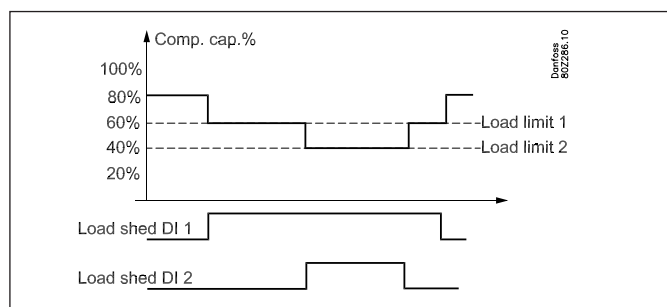 Comp. cap.%
Danfoss
80Z286.10
100%
80%
60%
Load limit 1
40%
Load limit 2
20%
Load shed DI 1
Load shed DI 2